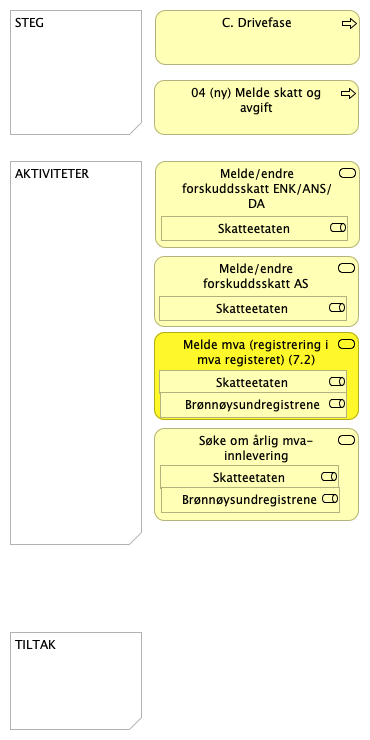 STEG
C. Drivefase
04 (ny) Melde skatt og
avgift
AKTIVITETER
Melde/endre
forskuddsskatt ENK/ANS/
DA
Skatteetaten
Melde/endre
forskuddsskatt AS
Skatteetaten
Melde mva (registrering i
mva registeret) (7.2)
Skatteetaten
Brønnøysundregistrene
Søke om årlig mva-
innlevering
Skatteetaten
Brønnøysundregistrene
TILTAK